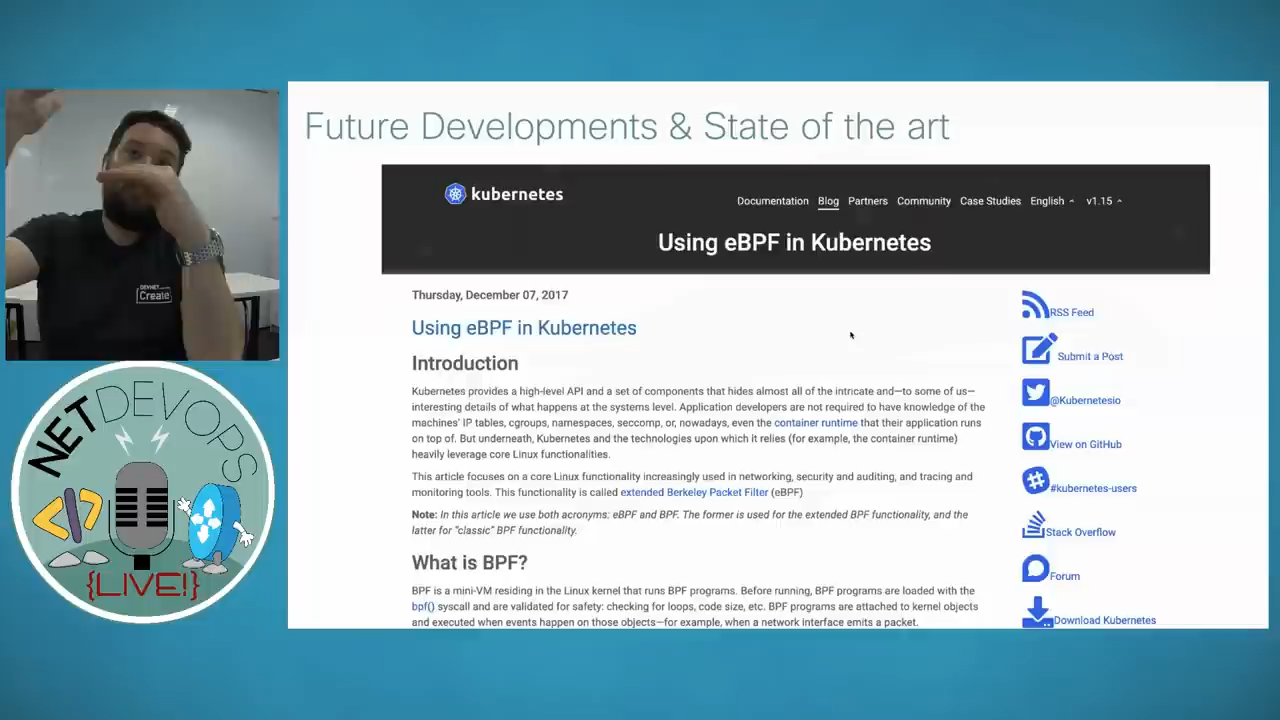 Future Developments & State of the art
kubernetes
Documentation Blog Partners Community Case Studies English v1.15
Using eBPF in Kubernetes
Thursday, December 07, 2017
Using eBPF in Kubernetes
Introduction
Kubernetes provides a high-level API and a set of components that hides almost all of the intricate and—to some of us—
interesting details of what happens at the systems level. Application developers are not required to have knowledge of the
machines' IP tables, cgroups, namespaces, seccomp, or, nowadays, even the container runtime that their application runs
on top of. But underneath, Kubernetes and the technologies upon which it relies (for example, the container runtime)
heavily leverage core Linux functionalities.
This article focuses on a core Linux functionality increasingly used in networking, security and auditing, and tracing and
monitoring tools. This functionality is called extended Berkeley Packet Filter (eBPF)
Note: In this article we use both acronyms: eBPF and BPF. The former is used for the extended BPF functionality, and the
latter for "classic" BPF functionality.
What is BPF?
BPF is a mini-VM residing in the Linux kernel that runs BPF programs. Before running, BPF programs are loaded with the
bpf() syscall and are validated for safety: checking for loops, code size, etc. BPF programs are attached to kernel objects
and executed when events happen on those objects—for example, when a network interface emits a packet.
RSS Feed
Submit a Post
@Kubernetesio
View on GitHub
#kubernetes-users
Stack Overflow
Forum
Download Kubernetes
DEVNET
Create
NETDEVOPS
{LIVE!}